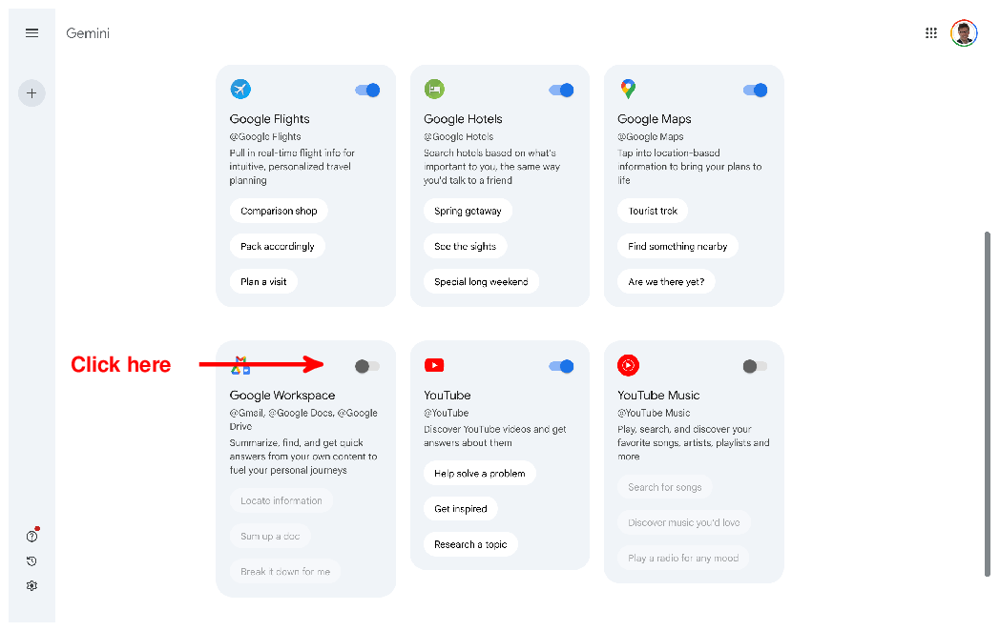 Gemini
Google Flights
@Google Flights
Pull in real-time flight info for
intuitive, personalized travel
planning
Comparison shop
Pack accordingly
Plan a visit
Google Hotels
@Google Hotels
Search hotels based on what's
important to you, the same way
you'd talk to a friend
Spring getaway
See the sights
Special long weekend
Google Maps
@Google Maps
Tap into location-based
information to bring your plans to
life
Tourist trek
Find something nearby
Are we there yet?
Click here
Google Workspace
@Gmail, @Google Docs, @Google
Drive
Summarize, find, and get quick
answers from your own content to
fuel your personal journeys
Locate information
Sum up a doc
Break it down for me
YouTube
@YouTube
Discover YouTube videos and get
answers about them
Help solve a problem
Get inspired
Research a topic
YouTube Music
@YouTube Music
Play, search, and discover your
favorite songs, artists, playlists and
more
Search for songs
Discover music you'd love
Play a radio for any mood